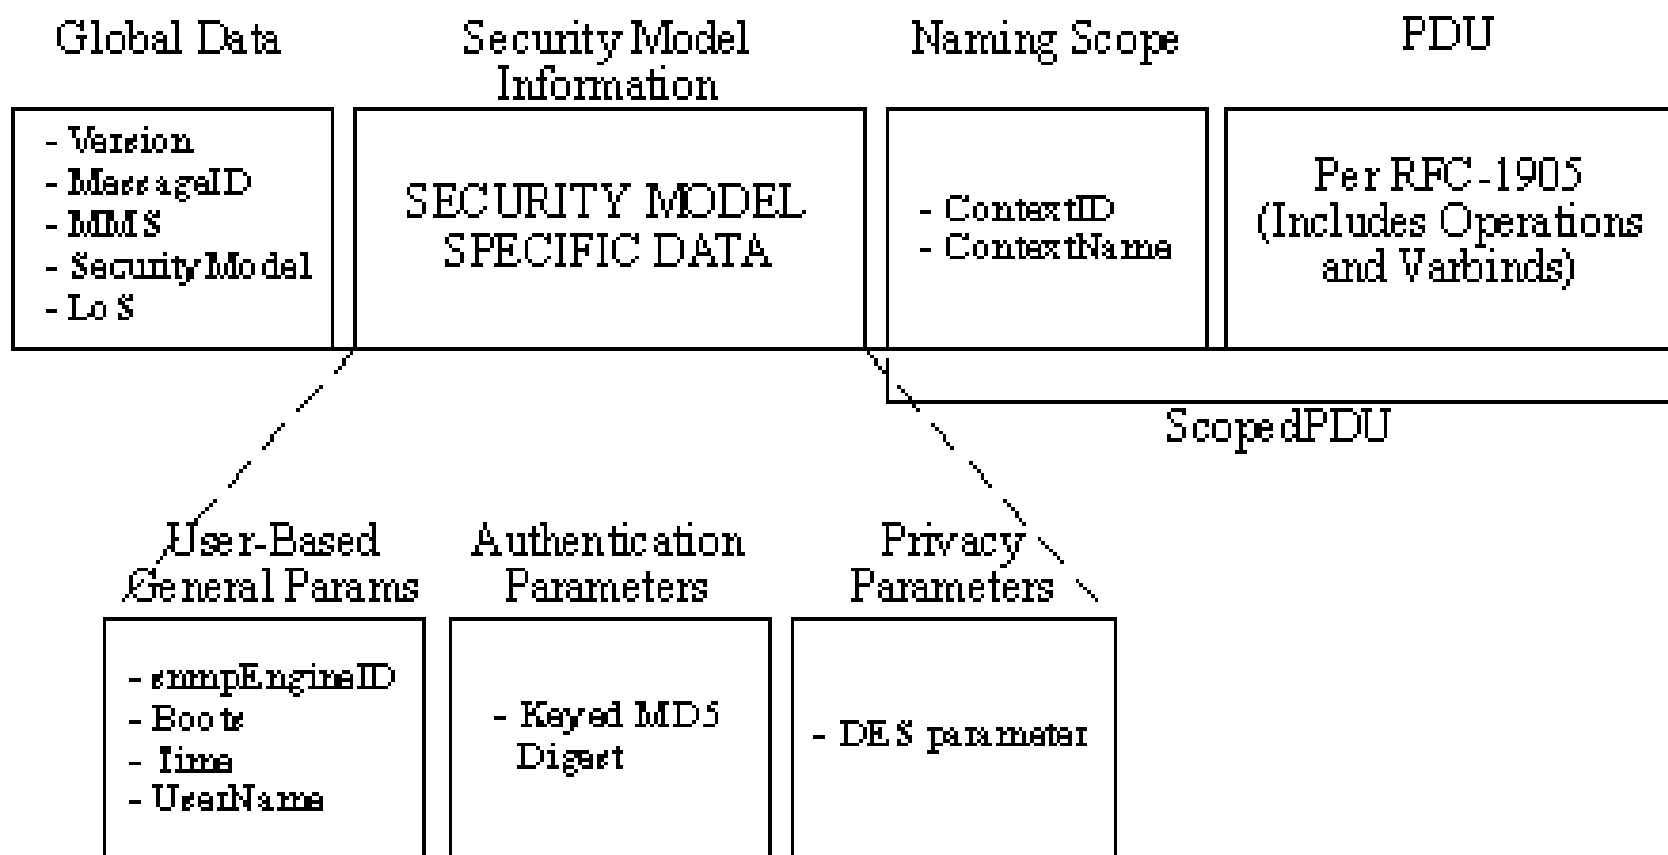 Global Data
Security Model
Information
Naming Scope
PDU
- Version
- MessageID
- MMS
- SecurityModel
- LoS
SECURITY MODEL
SPECIFIC DATA
- ContextID
- ContextName
Per RFC-1905
(Includes Operations
and Varbinds)
ScopedPDU
User-Based
General Params
Authentication
Parameters
Privacy
Parameters
- snmpEngineID
- Boots
- Time
- UserName
- Keyed MD5
Digest
- DES parameter